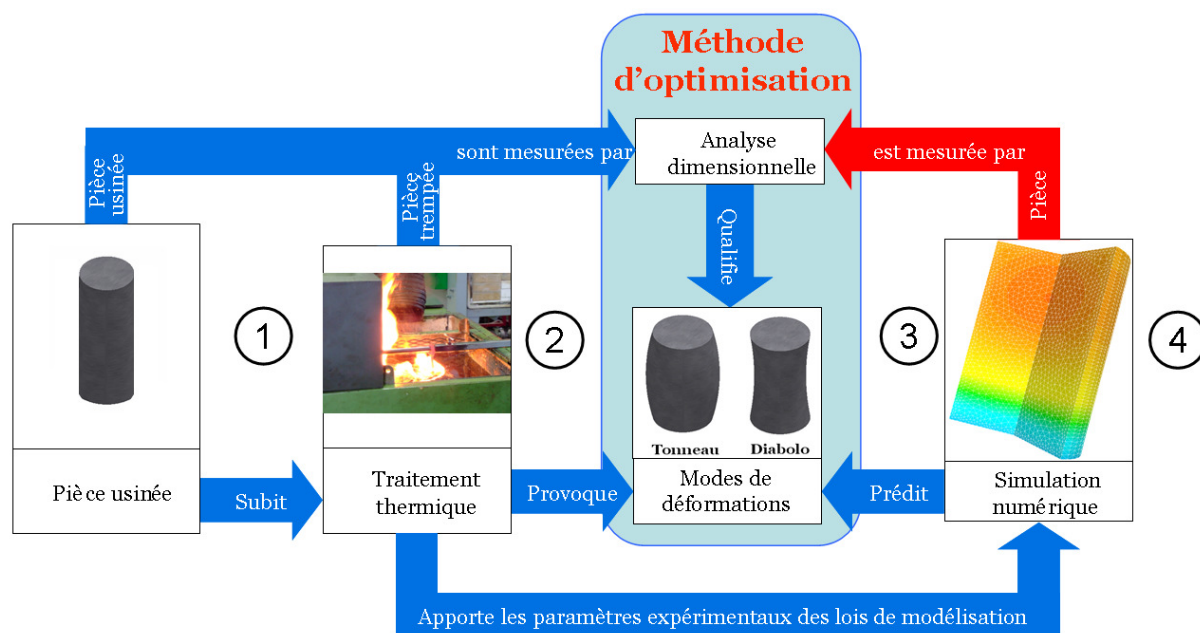 Méthode
d'optimisation
Pièce
usinée
sont mesurées par
Analyse
dimensionnelle
est mesurée par
Pièce
trempée
Pièce
Qualifie
1
2
3
4
Tonneau
Diabolo
Pièce usinée
Subit
Traitement
thermique
Provoque
Modes de
déformations
Prédit
Simulation
numérique
Apporte les paramètres expérimentaux des lois de modélisation